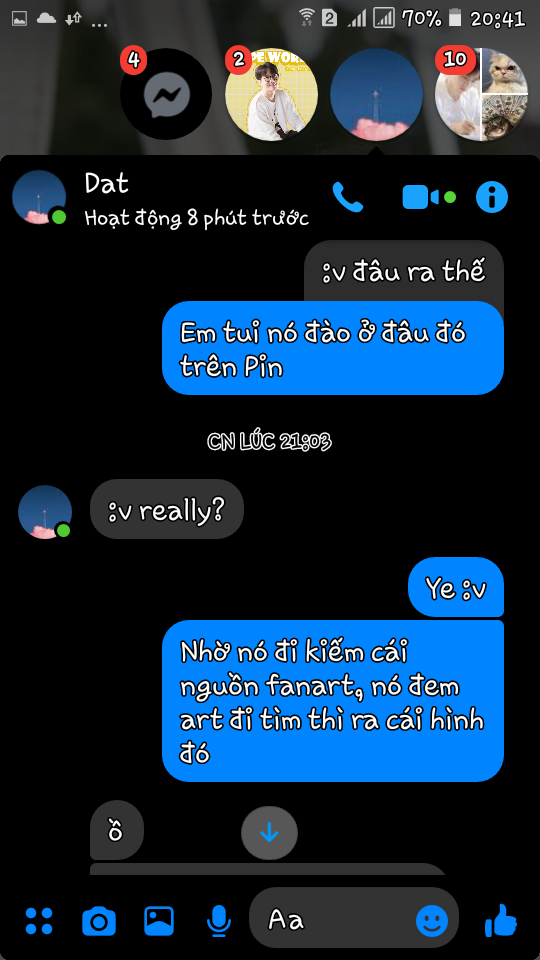 ... 2 70% 20:41
4 2 10
Dat
Hoạt động 8 phút trước
:v đâu ra thế
Em tui nó đào ở đâu đó
trên Pin
CN LÚC 21:03
:v really?
Ye :v
Nhờ nó đi kiếm cái
nguồn fanart, nó đem
art đi tìm thì ra cái hình
đó
ồ
Aa